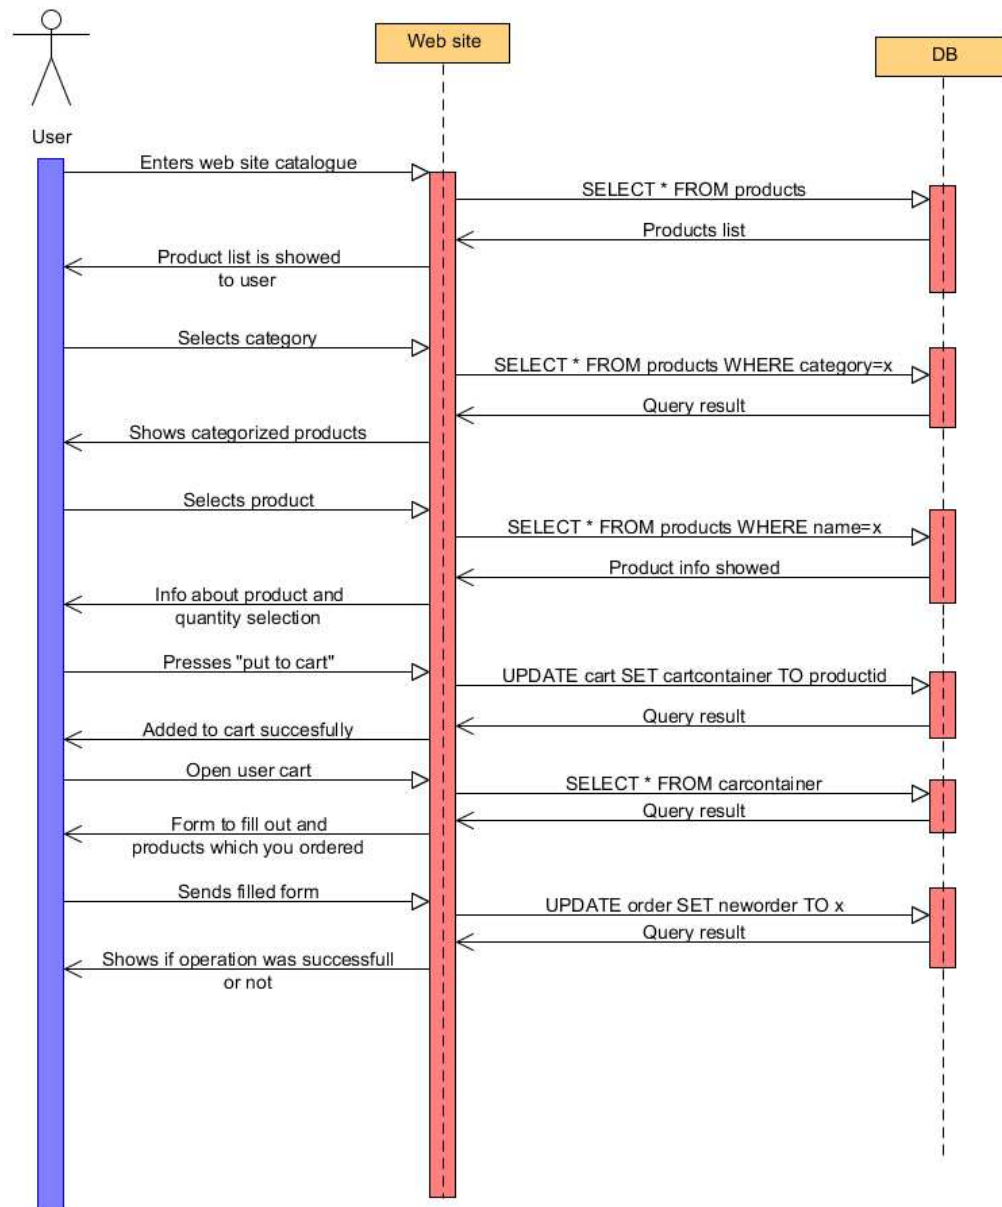 Web site
DB
User
Enters web site catalogue
SELECT * FROM products
Products list
Product list is showed
to user
Selects category
SELECT * FROM products WHERE category=x
Query result
Shows categorized products
Selects product
SELECT * FROM products WHERE name=x
Product info showed
Info about product and
quantity selection
Presses "put to cart"
UPDATE cart SET cartcontainer TO productid
Query result
Added to cart succesfully
Open user cart
SELECT * FROM carcontainer
Query result
Form to fill out and
products which you ordered
Sends filled form
UPDATE order SET neworder TO x
Query result
Shows if operation was successfull
or not